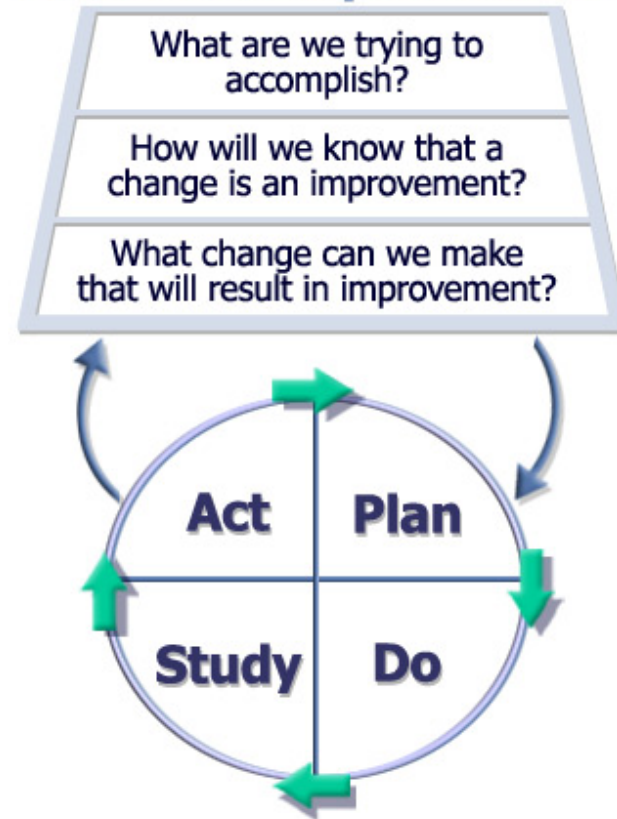 What are we trying to
accomplish?
How will we know that a
change is an improvement?
What change can we make
that will result in improvement?
Act
Plan
Study
Do